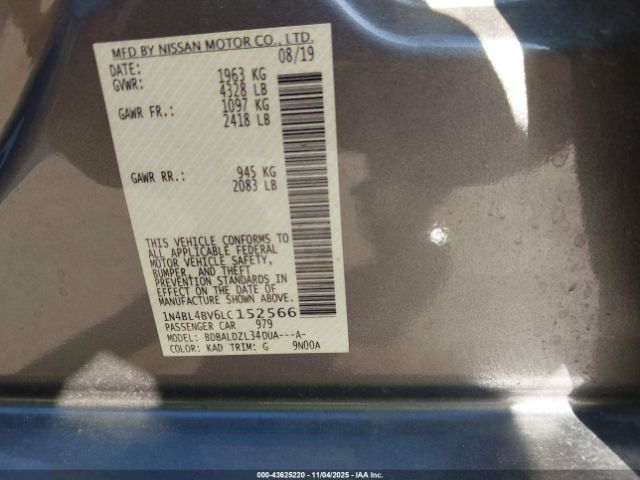 MFD BY NISSAN MOTOR CO., LTD.
DATE: 08/19
GVWR: 1963 KG
4328 LB
GAWR FR.: 1097 KG
2418 LB
GAWR RR.: 945 KG
2083 LB
THIS VEHICLE CONFORMS TO
ALL APPLICABLE FEDERAL
MOTOR VEHICLE SAFETY,
BUMPER, AND THEFT
PREVENTION STANDARDS IN
EFFECT ON THE DATE OF
MANUFACTURE SHOWN ABOVE.
1N4BL4BV6LC152566
PASSENGER CAR 979
MODEL: BDBALDZL34DUA---A-
COLOR: KAD TRIM: G 9N00A
000-43625220 - 11/04/2025 - IAA Inc.